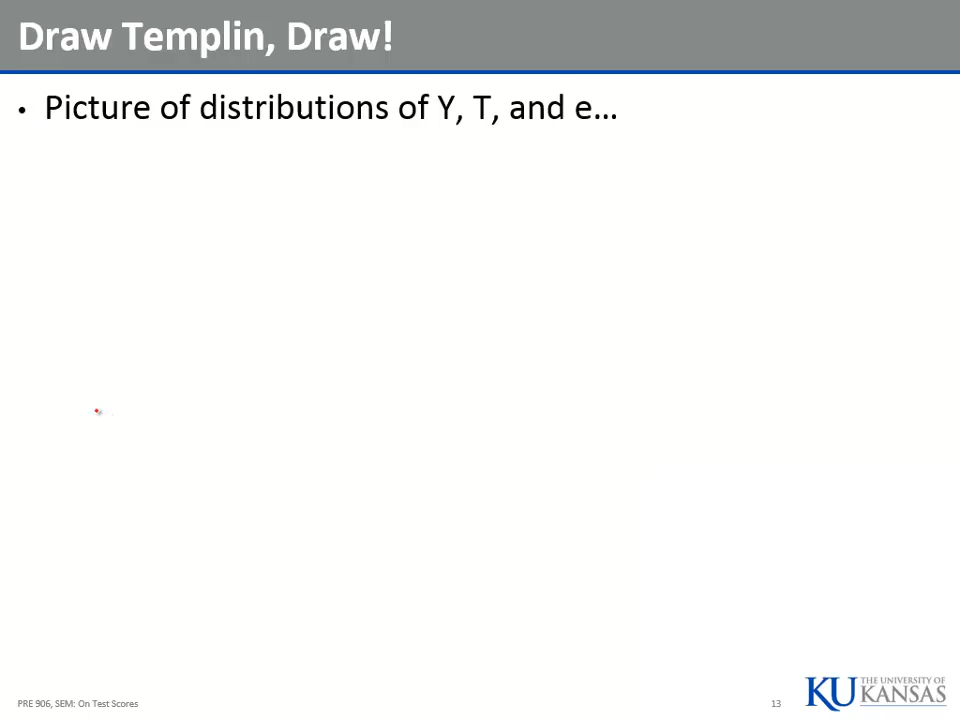 Draw Templin, Draw!
• Picture of distributions of Y, T, and e…
PRE 906, SEM: On Test Scores
13
KU THE UNIVERSITY OF
KANSAS